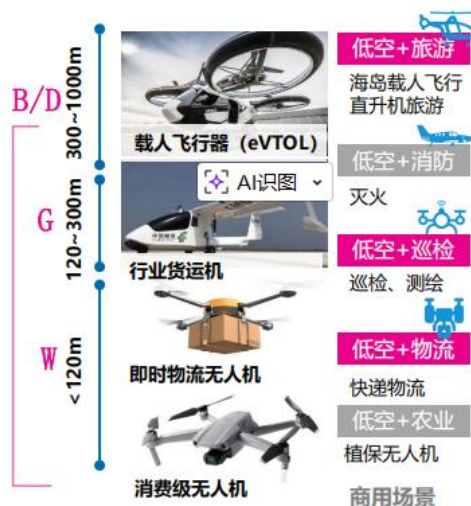 B/D
300~1000m
载人飞行器（eVTOL）
AI识图
G
120~300m
行业货运机
W
<120m
即时物流无人机
消费级无人机
低空+旅游
海岛载人飞行
直升机旅游
低空+消防
灭火
低空+巡检
巡检、测绘
低空+物流
快递物流
低空+农业
植保无人机
商用场景